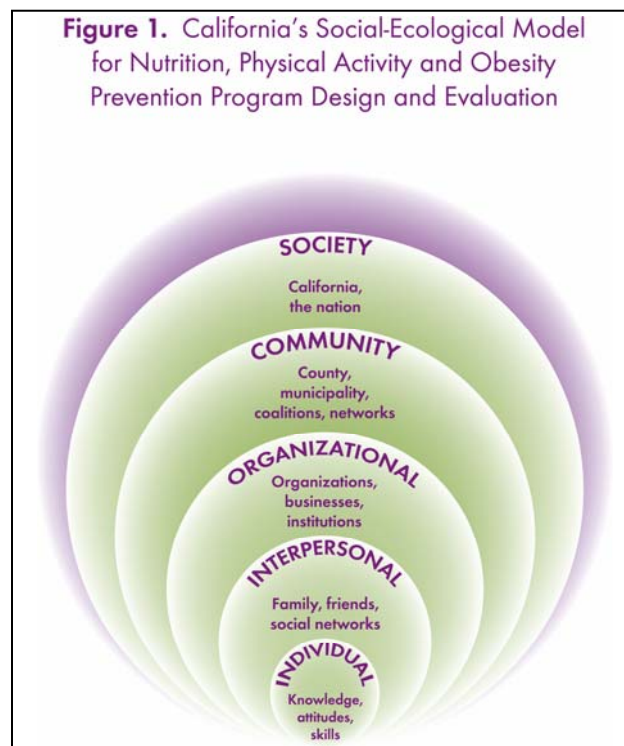 Figure 1. California's Social-Ecological Model
for Nutrition, Physical Activity and Obesity
Prevention Program Design and Evaluation
SOCIETY
California,
the nation
COMMUNITY
County,
municipality,
coalitions, networks
ORGANIZATIONAL
Organizations,
businesses,
institutions
INTERPERSONAL
Family, friends,
social networks
INDIVIDUAL
Knowledge,
attitudes,
skills